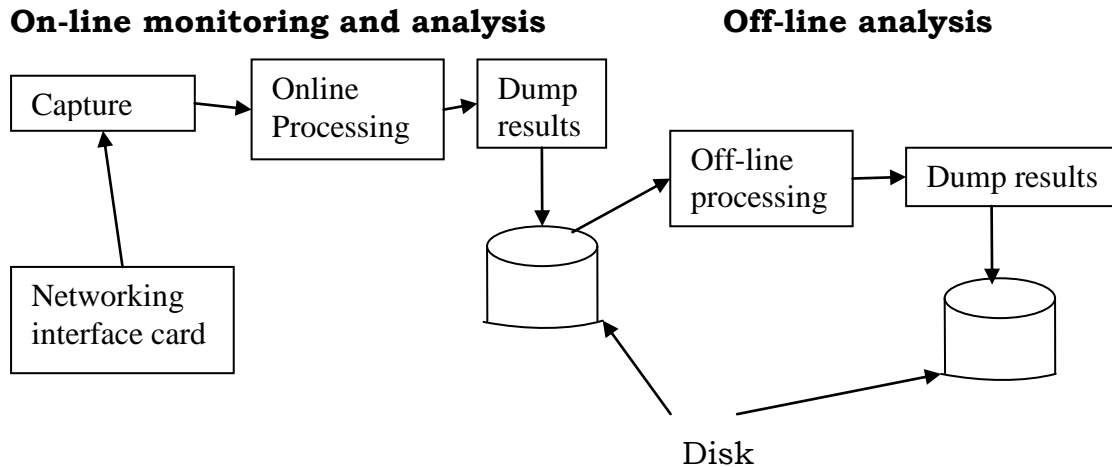 On-line monitoring and analysis
Off-line analysis
Capture
Online
Processing
Dump
results
Off-line
processing
Dump results
Networking
interface card
Disk